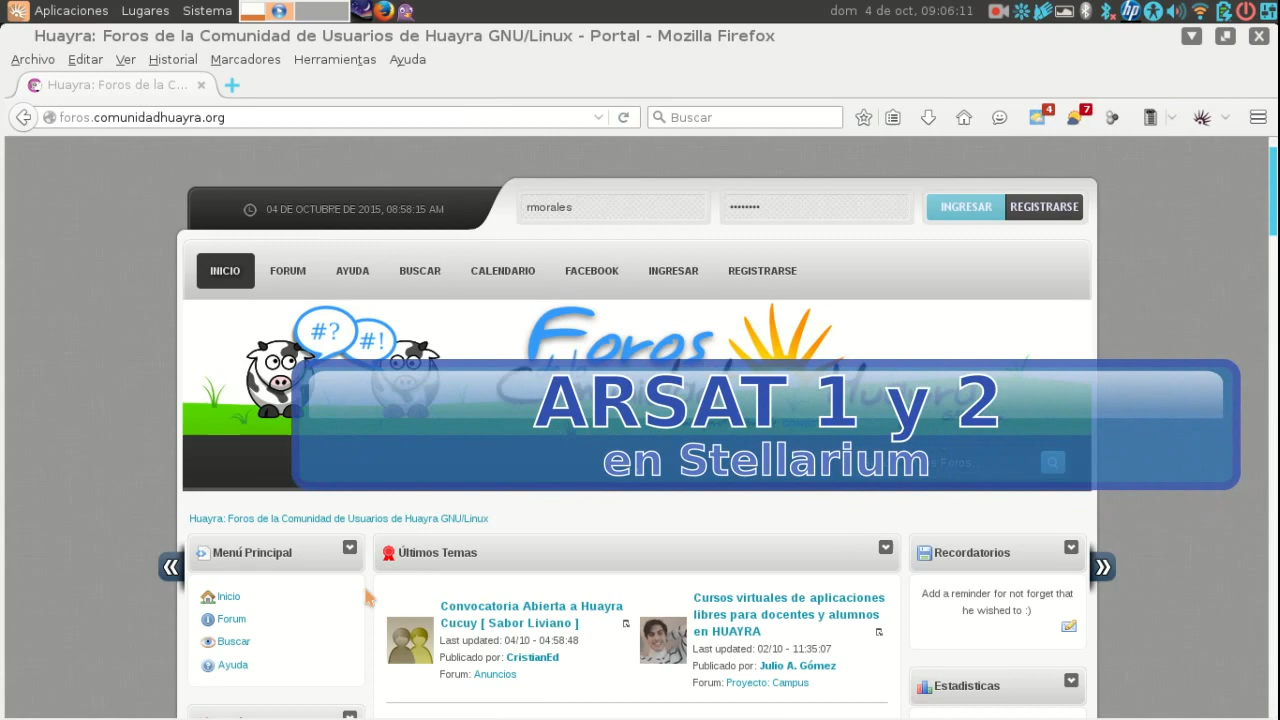 Aplicaciones Lugares Sistema dom 4 de oct, 09:06:11
Huayra: Foros de la Comunidad de Usuarios de Huayra GNU/Linux - Portal - Mozilla Firefox
Archivo Editar Ver Historial Marcadores Herramientas Ayuda
Huayra: Foros de la C...
foros.comunidadhuayra.org Buscar 4 7
04 DE OCTUBRE DE 2015, 08:58:15 AM rmorales •••••••• INGRESAR REGISTRARSE
INICIO FORUM AYUDA BUSCAR CALENDARIO FACEBOOK INGRESAR REGISTRARSE
#? #!
Foros
ARSAT 1 y 2
en Stellarium
Huayra: Foros de la Comunidad de Usuarios de Huayra GNU/Linux
Menú Principal
Inicio
Forum
Buscar
Ayuda
Últimos Temas
Convocatoria Abierta a Huayra
Cucuy [ Sabor Liviano ]
Last updated: 04/10 - 04:58:48
Publicado por: CristianEd
Forum: Anuncios
Cursos virtuales de aplicaciones
libres para docentes y alumnos
en HUAYRA
Last updated: 02/10 - 11:35:07
Publicado por: Julio A. Gómez
Forum: Proyecto: Campus
Recordatorios
Add a reminder for not forget that
he wished to :)
Estadisticas